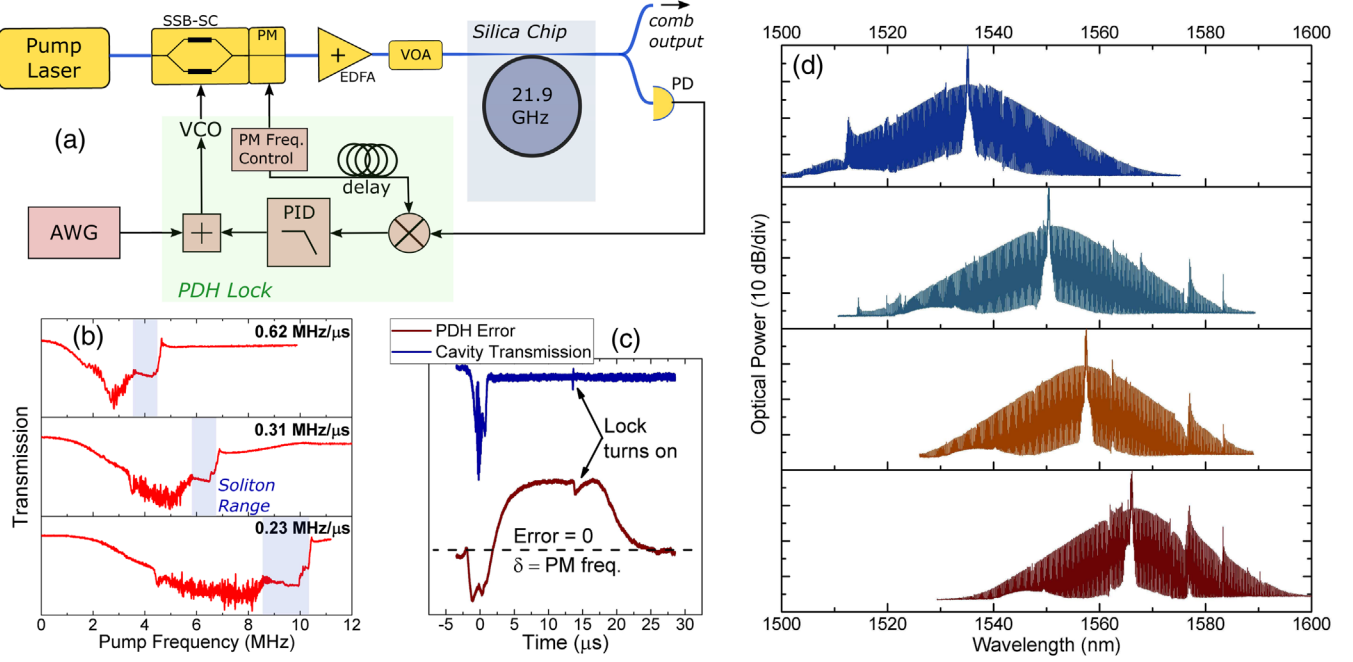 SSB-SC
PM
Pump
Laser
EDFA
VOA
Silica Chip
comb
output
21.9
GHz
PD
(a)
VCO
PM Freq.
Control
delay
AWG
PID
PDH Lock
(b)
0.62 MHz/µs
0.31 MHz/µs
Soliton
Range
0.23 MHz/µs
Transmission
0 2 4 6 8 10 12
Pump Frequency (MHz)
PDH Error
Cavity Transmission
(c)
Lock
turns on
Error = 0
δ = PM freq.
-5 0 5 10 15 20 25 30
Time (µs)
1500 1520 1540 1560 1580 1600
(d)
Optical Power (10 dB/div)
1500 1520 1540 1560 1580 1600
Wavelength (nm)